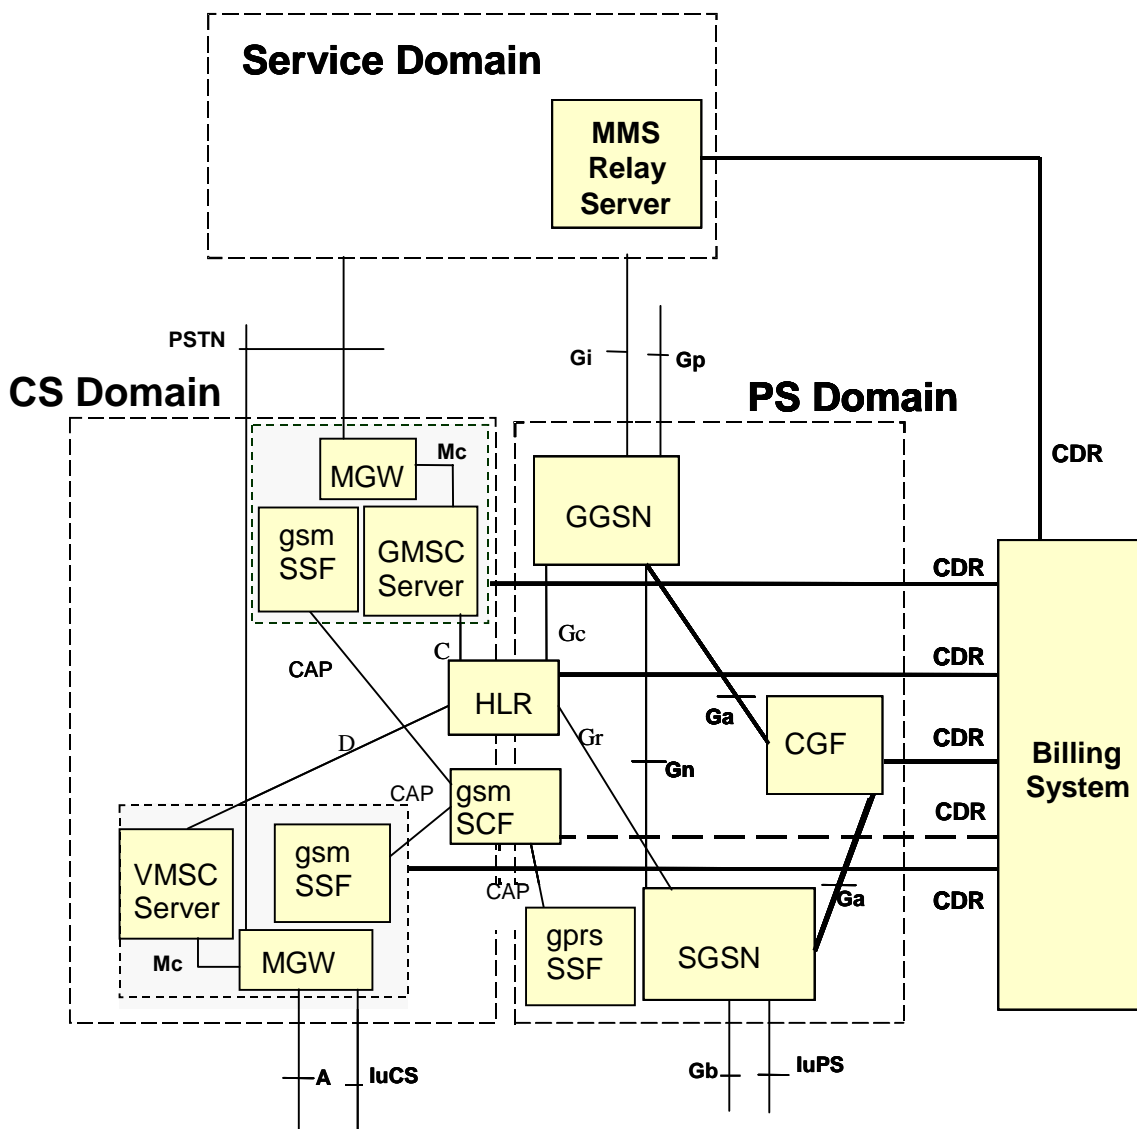 Service Domain
MMS
Relay
Server
PSTN
Gi
Gp
CS Domain
PS Domain
CDR
MGW
Mc
GGSN
gsm
SSF
GMSC
Server
CDR
Gc
C
CAP
CDR
HLR
D
Gr
Ga
CGF
CDR
Billing
System
Gn
CAP
gsm
SCF
CDR
VMSC
Server
gsm
SSF
CAP
Ga
CDR
gprs
SSF
SGSN
Mc
MGW
A
IuCS
Gb
IuPS